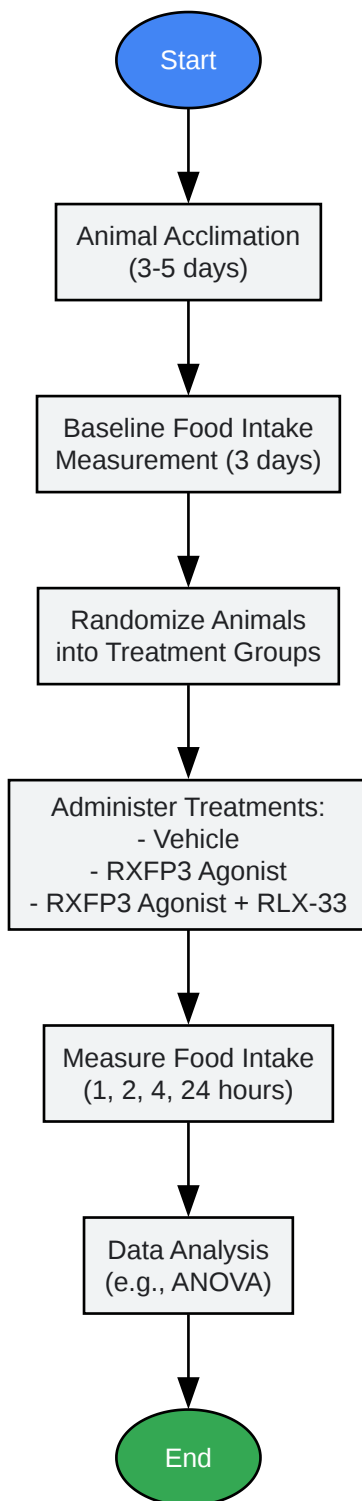 Start
Animal Acclimation
(3-5 days)
Baseline Food Intake
Measurement (3 days)
Randomize Animals
into Treatment Groups
Administer Treatments:
- Vehicle
- RXFP3 Agonist
- RXFP3 Agonist + RLX-33
Measure Food Intake
(1, 2, 4, 24 hours)
Data Analysis
(e.g., ANOVA)
End